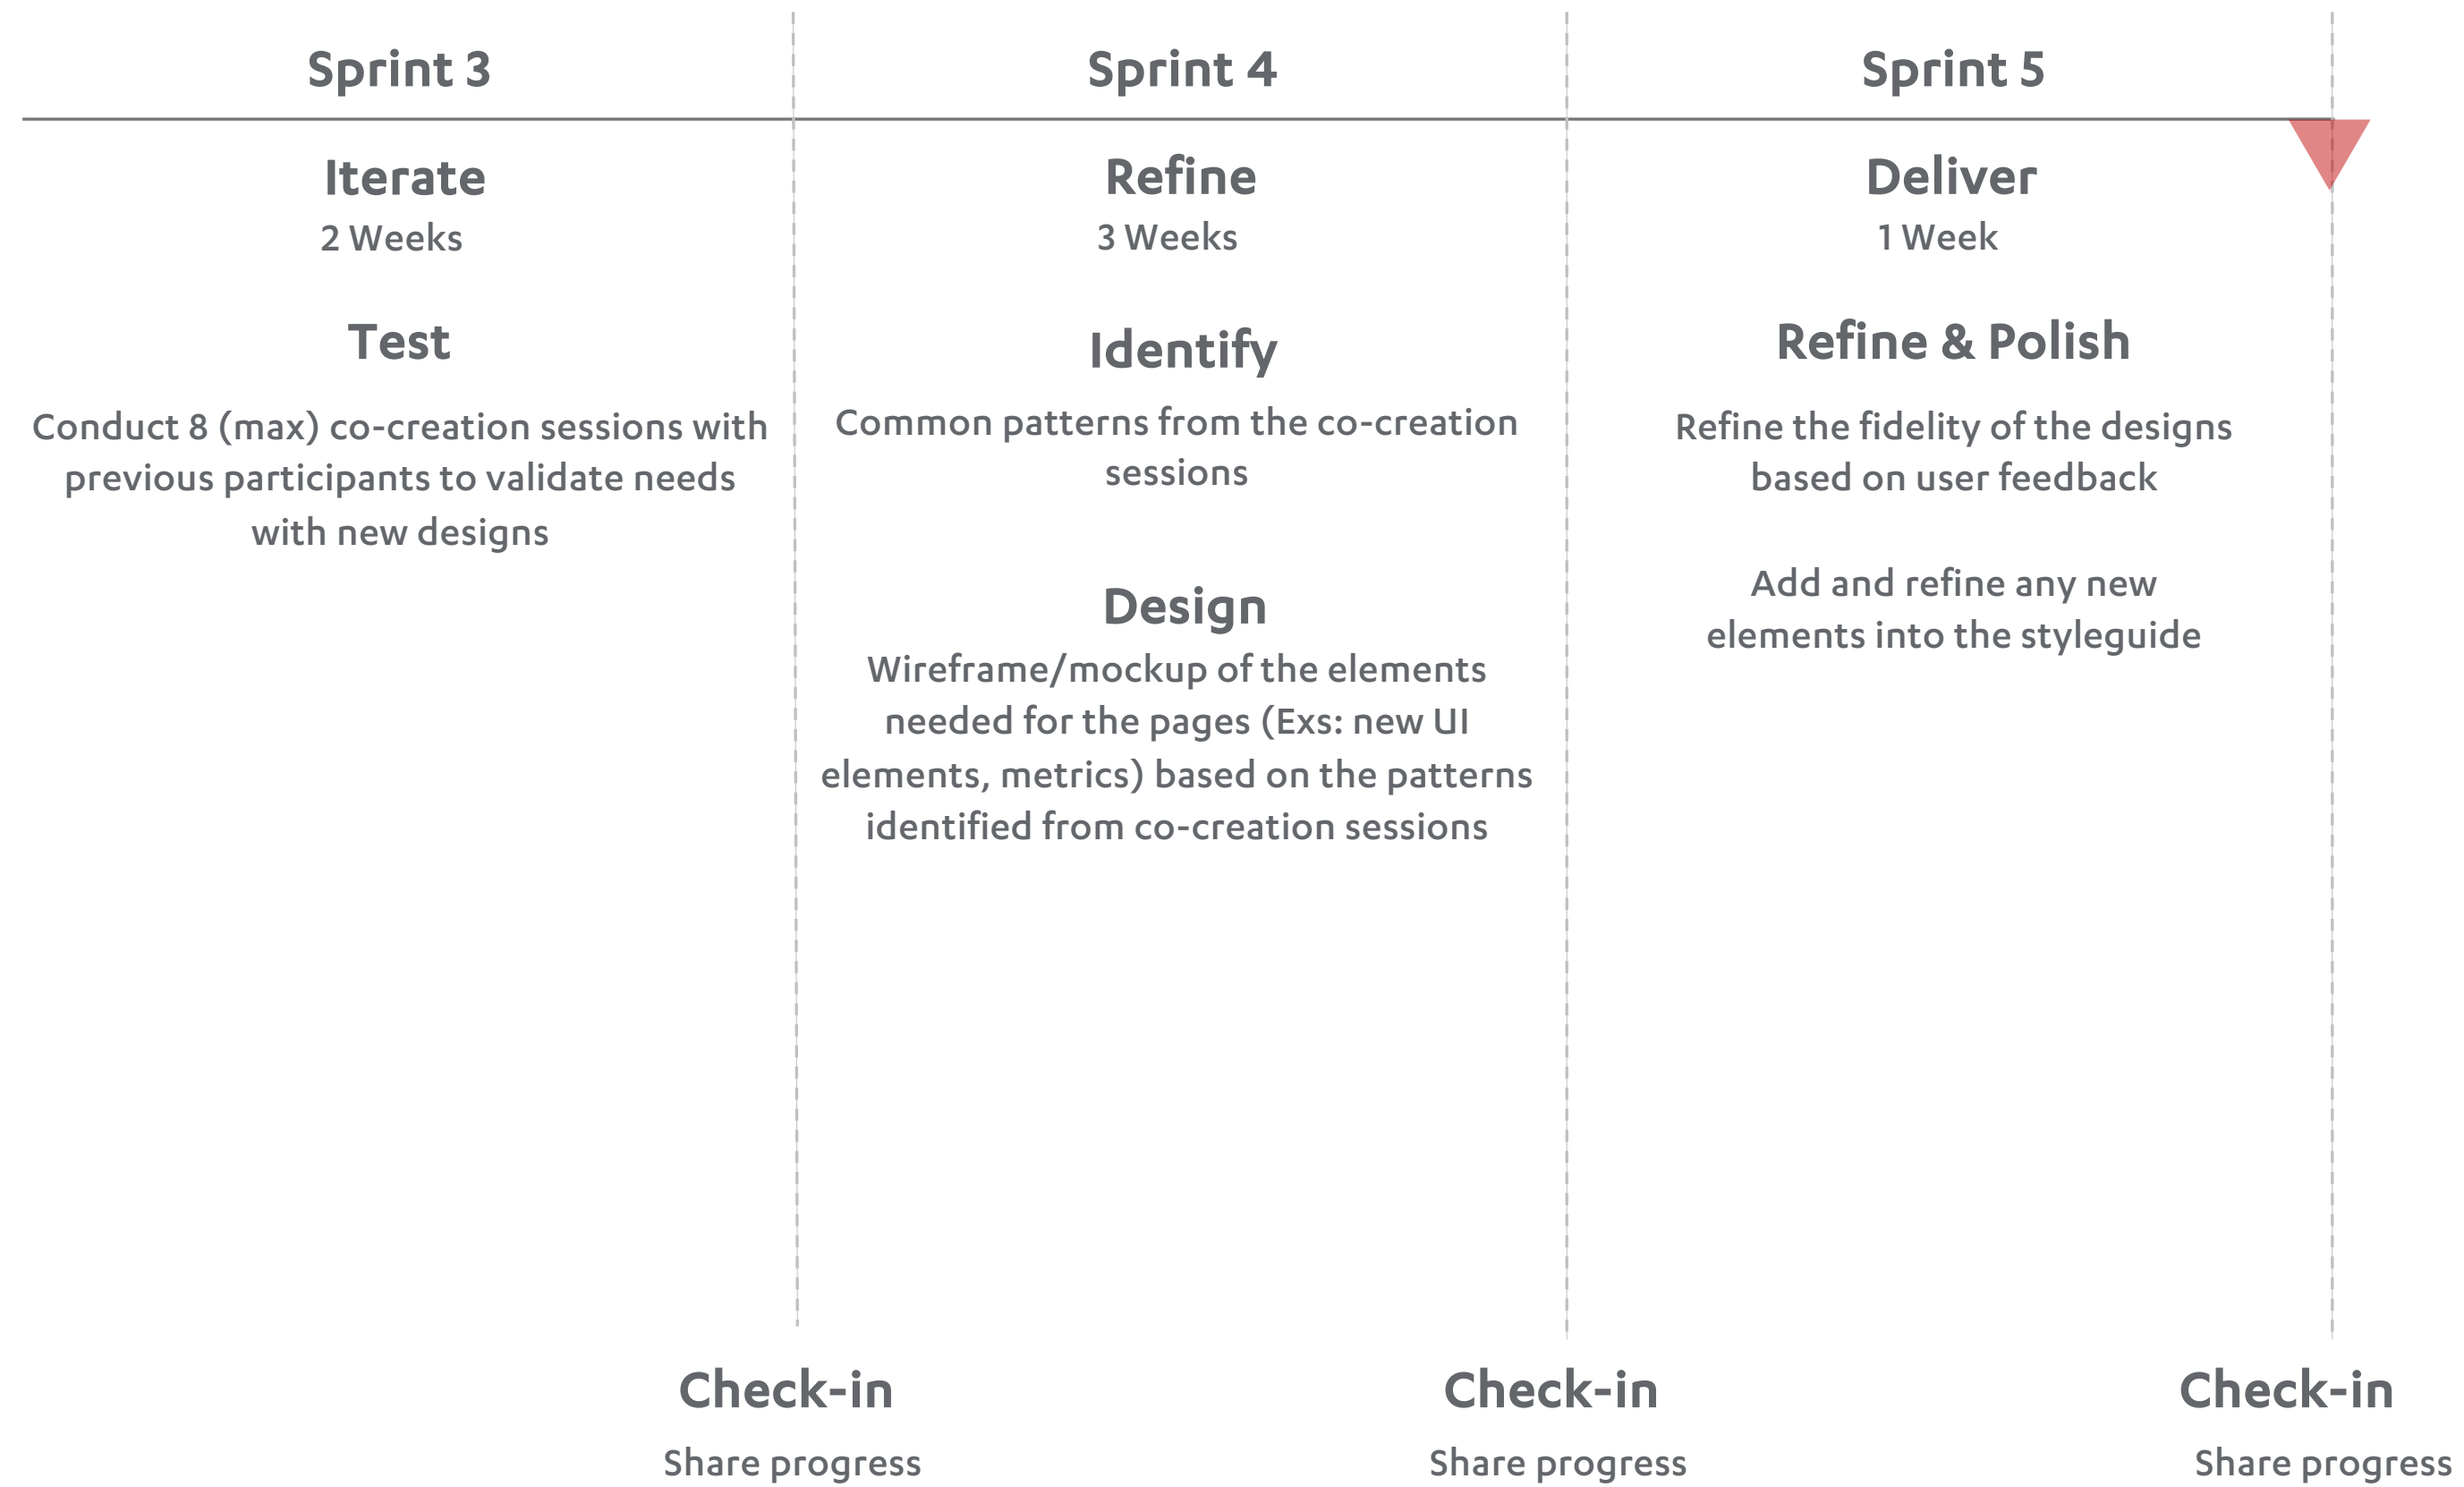 Sprint 3
Iterate
2 Weeks
Test
Conduct 8 (max) co-creation sessions with
previous participants to validate needs
with new designs
Sprint 4
Refine
3 Weeks
Identify
Common patterns from the co-creation
sessions
Design
Wireframe/mockup of the elements
needed for the pages (Exs: new UI
elements, metrics) based on the patterns
identified from co-creation sessions
Sprint 5
Deliver
1 Week
Refine & Polish
Refine the fidelity of the designs
based on user feedback
Add and refine any new
elements into the styleguide
Check-in
Share progress
Check-in
Share progress
Check-in
Share progress